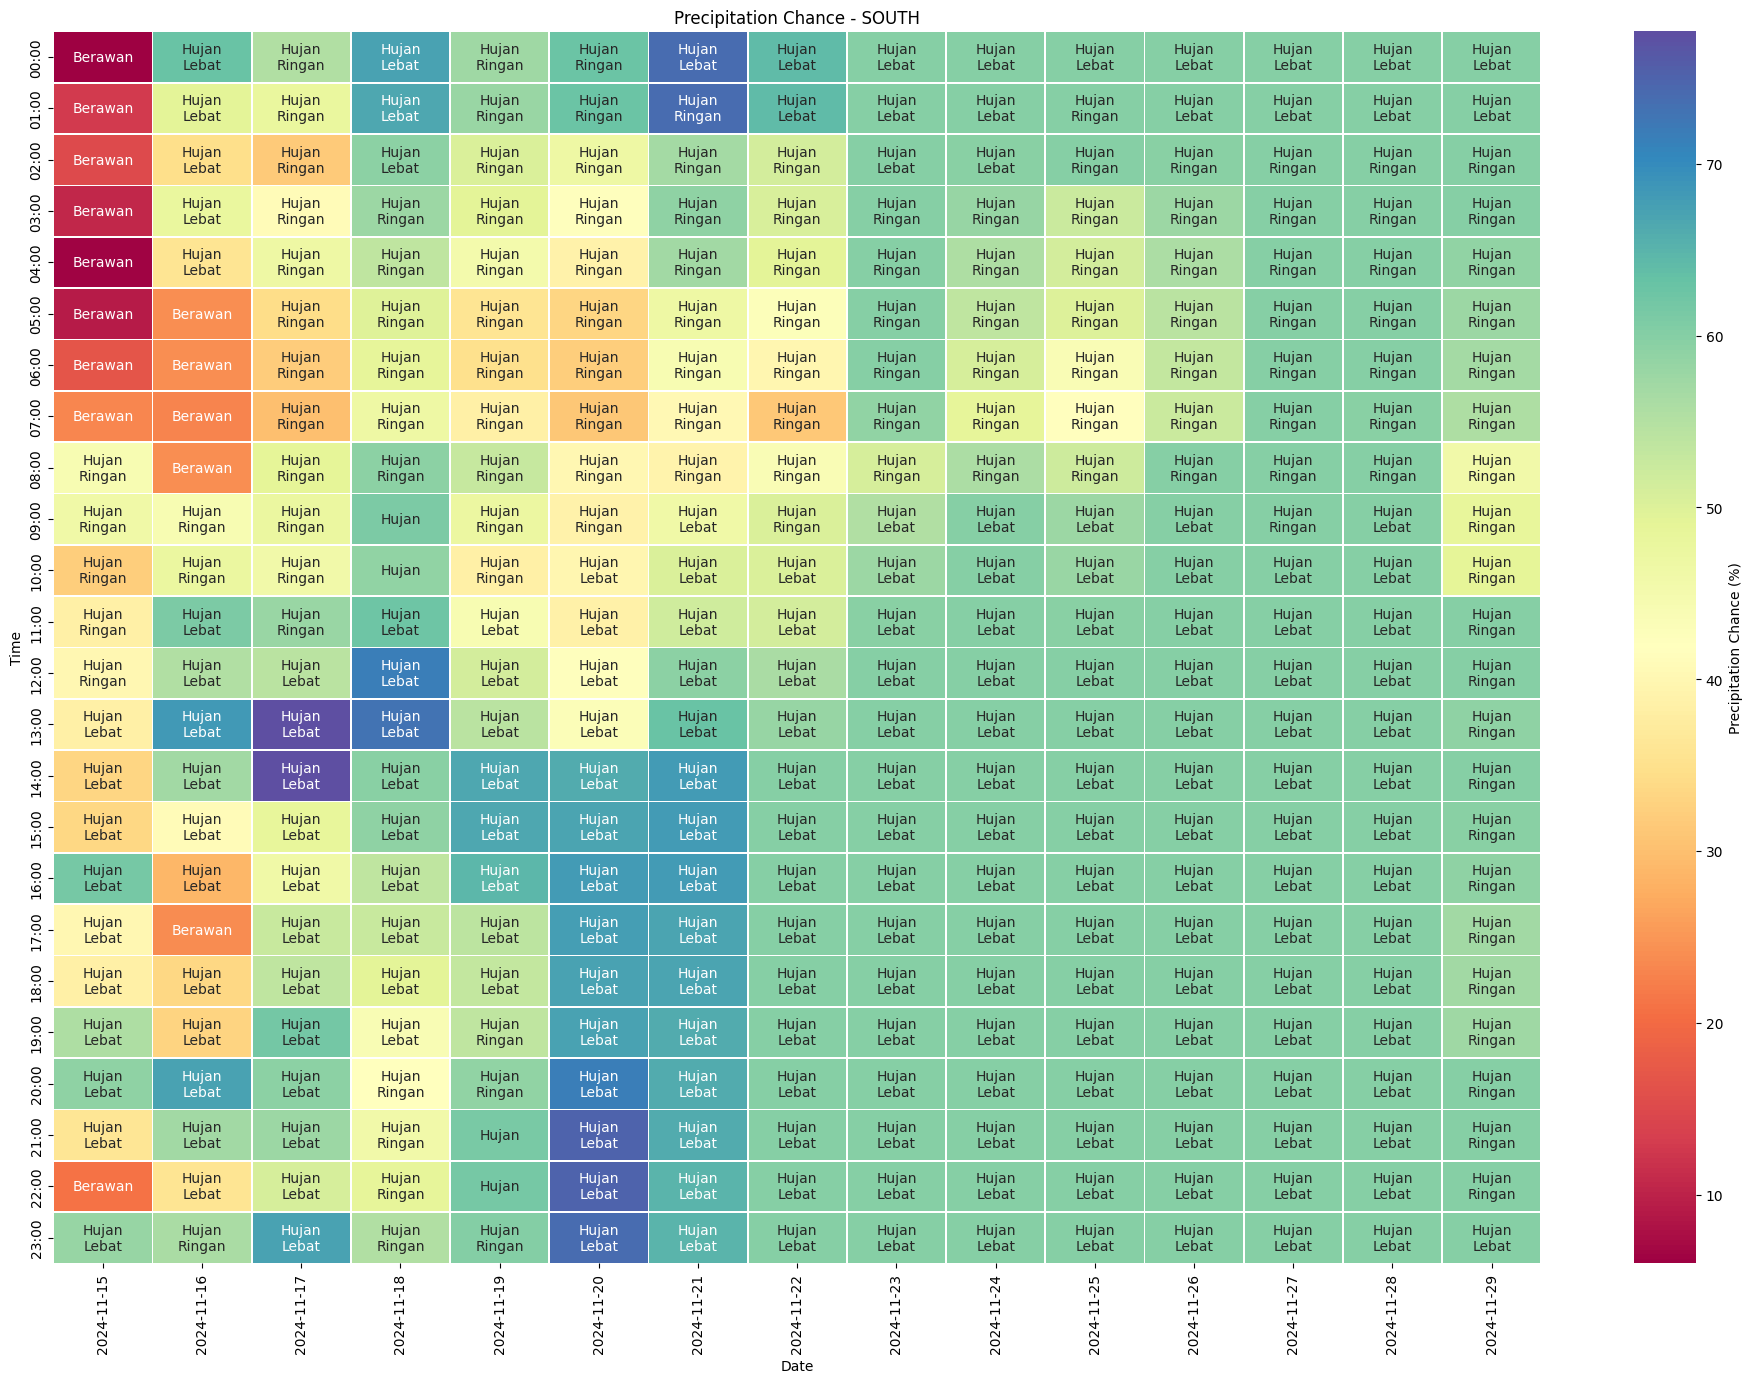 Precipitation Chance - SOUTH
00:00 Berawan Hujan Lebat Hujan Ringan Hujan Lebat Hujan Ringan Hujan Ringan Hujan Lebat Hujan Lebat Hujan Lebat Hujan Lebat Hujan Lebat Hujan Lebat Hujan Lebat Hujan Lebat Hujan Lebat
01:00 Berawan Hujan Lebat Hujan Ringan Hujan Lebat Hujan Ringan Hujan Ringan Hujan Ringan Hujan Lebat Hujan Lebat Hujan Lebat Hujan Ringan Hujan Lebat Hujan Lebat Hujan Lebat Hujan Lebat
02:00 Berawan Hujan Lebat Hujan Ringan Hujan Lebat Hujan Ringan Hujan Ringan Hujan Ringan Hujan Ringan Hujan Lebat Hujan Lebat Hujan Ringan Hujan Ringan Hujan Ringan Hujan Ringan Hujan Ringan
03:00 Berawan Hujan Lebat Hujan Ringan Hujan Ringan Hujan Ringan Hujan Ringan Hujan Ringan Hujan Ringan Hujan Ringan Hujan Ringan Hujan Ringan Hujan Ringan Hujan Ringan Hujan Ringan Hujan Ringan
04:00 Berawan Hujan Lebat Hujan Ringan Hujan Ringan Hujan Ringan Hujan Ringan Hujan Ringan Hujan Ringan Hujan Ringan Hujan Ringan Hujan Ringan Hujan Ringan Hujan Ringan Hujan Ringan Hujan Ringan
05:00 Berawan Berawan Hujan Ringan Hujan Ringan Hujan Ringan Hujan Ringan Hujan Ringan Hujan Ringan Hujan Ringan Hujan Ringan Hujan Ringan Hujan Ringan Hujan Ringan Hujan Ringan Hujan Ringan
06:00 Berawan Berawan Hujan Ringan Hujan Ringan Hujan Ringan Hujan Ringan Hujan Ringan Hujan Ringan Hujan Ringan Hujan Ringan Hujan Ringan Hujan Ringan Hujan Ringan Hujan Ringan Hujan Ringan
07:00 Berawan Berawan Hujan Ringan Hujan Ringan Hujan Ringan Hujan Ringan Hujan Ringan Hujan Ringan Hujan Ringan Hujan Ringan Hujan Ringan Hujan Ringan Hujan Ringan Hujan Ringan Hujan Ringan
08:00 Hujan Ringan Berawan Hujan Ringan Hujan Ringan Hujan Ringan Hujan Ringan Hujan Ringan Hujan Ringan Hujan Ringan Hujan Ringan Hujan Ringan Hujan Ringan Hujan Ringan Hujan Ringan Hujan Ringan
09:00 Hujan Ringan Hujan Ringan Hujan Ringan Hujan Hujan Ringan Hujan Ringan Hujan Lebat Hujan Ringan Hujan Lebat Hujan Lebat Hujan Lebat Hujan Lebat Hujan Ringan Hujan Lebat Hujan Ringan
10:00 Hujan Ringan Hujan Ringan Hujan Ringan Hujan Hujan Ringan Hujan Lebat Hujan Lebat Hujan Lebat Hujan Lebat Hujan Lebat Hujan Lebat Hujan Lebat Hujan Lebat Hujan Lebat Hujan Ringan
11:00 Hujan Ringan Hujan Lebat Hujan Ringan Hujan Lebat Hujan Lebat Hujan Lebat Hujan Lebat Hujan Lebat Hujan Lebat Hujan Lebat Hujan Lebat Hujan Lebat Hujan Lebat Hujan Lebat Hujan Ringan
12:00 Hujan Ringan Hujan Lebat Hujan Lebat Hujan Lebat Hujan Lebat Hujan Lebat Hujan Lebat Hujan Lebat Hujan Lebat Hujan Lebat Hujan Lebat Hujan Lebat Hujan Lebat Hujan Lebat Hujan Ringan
13:00 Hujan Lebat Hujan Lebat Hujan Lebat Hujan Lebat Hujan Lebat Hujan Lebat Hujan Lebat Hujan Lebat Hujan Lebat Hujan Lebat Hujan Lebat Hujan Lebat Hujan Lebat Hujan Lebat Hujan Ringan
14:00 Hujan Lebat Hujan Lebat Hujan Lebat Hujan Lebat Hujan Lebat Hujan Lebat Hujan Lebat Hujan Lebat Hujan Lebat Hujan Lebat Hujan Lebat Hujan Lebat Hujan Lebat Hujan Lebat Hujan Ringan
15:00 Hujan Lebat Hujan Lebat Hujan Lebat Hujan Lebat Hujan Lebat Hujan Lebat Hujan Lebat Hujan Lebat Hujan Lebat Hujan Lebat Hujan Lebat Hujan Lebat Hujan Lebat Hujan Lebat Hujan Ringan
16:00 Hujan Lebat Hujan Lebat Hujan Lebat Hujan Lebat Hujan Lebat Hujan Lebat Hujan Lebat Hujan Lebat Hujan Lebat Hujan Lebat Hujan Lebat Hujan Lebat Hujan Lebat Hujan Lebat Hujan Ringan
17:00 Hujan Lebat Berawan Hujan Lebat Hujan Lebat Hujan Lebat Hujan Lebat Hujan Lebat Hujan Lebat Hujan Lebat Hujan Lebat Hujan Lebat Hujan Lebat Hujan Lebat Hujan Lebat Hujan Ringan
18:00 Hujan Lebat Hujan Lebat Hujan Lebat Hujan Lebat Hujan Lebat Hujan Lebat Hujan Lebat Hujan Lebat Hujan Lebat Hujan Lebat Hujan Lebat Hujan Lebat Hujan Lebat Hujan Lebat Hujan Ringan
19:00 Hujan Lebat Hujan Lebat Hujan Lebat Hujan Lebat Hujan Ringan Hujan Lebat Hujan Lebat Hujan Lebat Hujan Lebat Hujan Lebat Hujan Lebat Hujan Lebat Hujan Lebat Hujan Lebat Hujan Ringan
20:00 Hujan Lebat Hujan Lebat Hujan Lebat Hujan Ringan Hujan Ringan Hujan Lebat Hujan Lebat Hujan Lebat Hujan Lebat Hujan Lebat Hujan Lebat Hujan Lebat Hujan Lebat Hujan Lebat Hujan Ringan
21:00 Hujan Lebat Hujan Lebat Hujan Lebat Hujan Ringan Hujan Hujan Lebat Hujan Lebat Hujan Lebat Hujan Lebat Hujan Lebat Hujan Lebat Hujan Lebat Hujan Lebat Hujan Lebat Hujan Ringan
22:00 Berawan Hujan Lebat Hujan Lebat Hujan Ringan Hujan Hujan Lebat Hujan Lebat Hujan Lebat Hujan Lebat Hujan Lebat Hujan Lebat Hujan Lebat Hujan Lebat Hujan Lebat Hujan Ringan
23:00 Hujan Lebat Hujan Ringan Hujan Lebat Hujan Ringan Hujan Ringan Hujan Lebat Hujan Lebat Hujan Lebat Hujan Lebat Hujan Lebat Hujan Lebat Hujan Lebat Hujan Lebat Hujan Lebat Hujan Lebat
Time
2024-11-15 2024-11-16 2024-11-17 2024-11-18 2024-11-19 2024-11-20 2024-11-21 2024-11-22 2024-11-23 2024-11-24 2024-11-25 2024-11-26 2024-11-27 2024-11-28 2024-11-29
Date
70
60
50
40
30
20
10
Precipitation Chance (%)